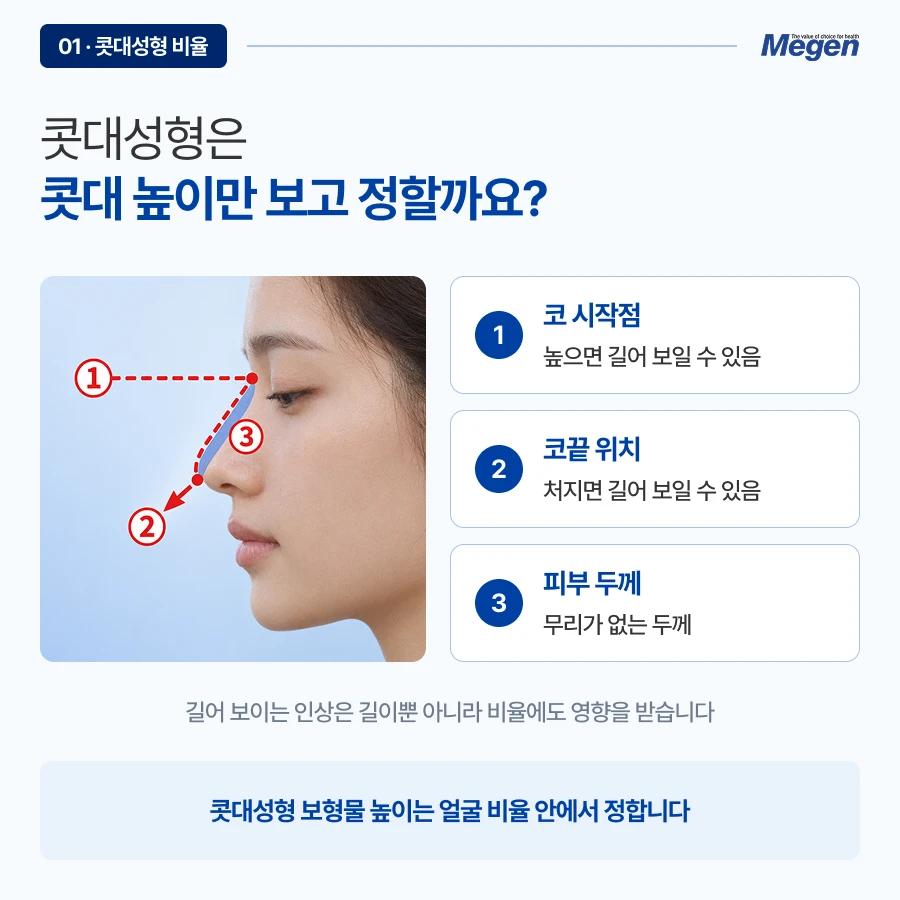 01 · 콧대성형 비율
The value of choice for health
Megen
콧대성형은
콧대 높이만 보고 정할까요?
1
2
3
1
코 시작점
높으면 길어 보일 수 있음
2
코끝 위치
처지면 길어 보일 수 있음
3
피부 두께
무리가 없는 두께
길어 보이는 인상은 길이뿐 아니라 비율에도 영향을 받습니다
콧대성형 보형물 높이는 얼굴 비율 안에서 정합니다